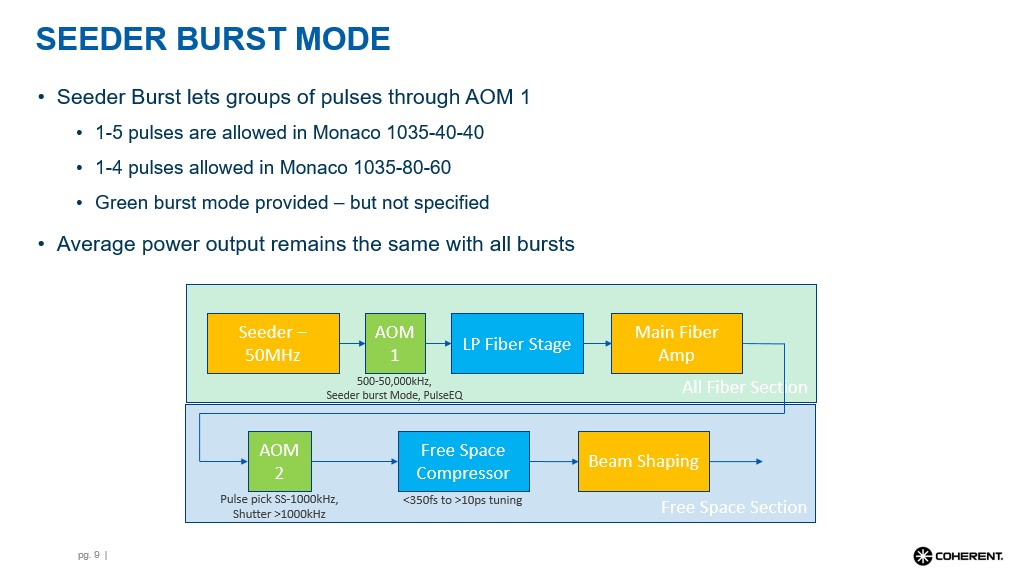 SEEDER BURST MODE
• Seeder Burst lets groups of pulses through AOM 1
• 1-5 pulses are allowed in Monaco 1035-40-40
• 1-4 pulses allowed in Monaco 1035-80-60
• Green burst mode provided – but not specified
• Average power output remains the same with all bursts
Seeder –
50MHz
AOM
1
LP Fiber Stage
Main Fiber
Amp
500-50,000kHz,
Seeder burst Mode, PulseEQ
All Fiber Section
AOM
2
Free Space
Compressor
Beam Shaping
Pulse pick SS-1000kHz,
Shutter >1000kHz
<350fs to >10ps tuning
Free Space Section
pg. 9 |
COHERENT.